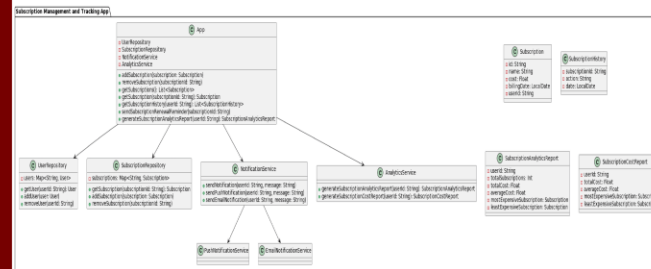 Subscription Management and Tracking App
C App
UserRepository
SubscriptionRepository
NotificationService
AnalyticsService
addSubscription(subscription: Subscription)
removeSubscription(subscriptionId: String)
getSubscriptions(): List<Subscription>
getSubscription(subscriptionId: String): Subscription
getSubscriptionHistory(userId: String): List<SubscriptionHistory>
sendSubscriptionRenewalReminder(subscriptionId: String)
generateSubscriptionAnalyticsReport(userId: String): SubscriptionAnalyticsReport
C Subscription
id: String
name: String
cost: Float
billingDate: LocalDate
userId: String
C SubscriptionHistory
subscriptionId: String
action: String
date: LocalDate
C UserRepository
users: Map<String, User>
getUser(userId: String): User
addUser(user: User)
removeUser(userId: String)
C SubscriptionRepository
subscriptions: Map<String, Subscription>
getSubscription(subscriptionId: String): Subscription
addSubscription(subscription: Subscription)
removeSubscription(subscriptionId: String)
C NotificationService
sendNotification(userId: String, message: String)
sendPushNotification(userId: String, message: String)
sendEmailNotification(userId: String, message: String)
C AnalyticsService
generateSubscriptionAnalyticsReport(userId: String): SubscriptionAnalyticsReport
generateSubscriptionCostReport(userId: String): SubscriptionCostReport
C SubscriptionAnalyticsReport
userId: String
totalSubscriptions: Int
totalCost: Float
averageCost: Float
mostExpensiveSubscription: Subscription
leastExpensiveSubscription: Subscription
C SubscriptionCostReport
userId: String
totalCost: Float
averageCost: Float
mostExpensiveSubscription:
leastExpensiveSubscription:
C PushNotificationService
C EmailNotificationService